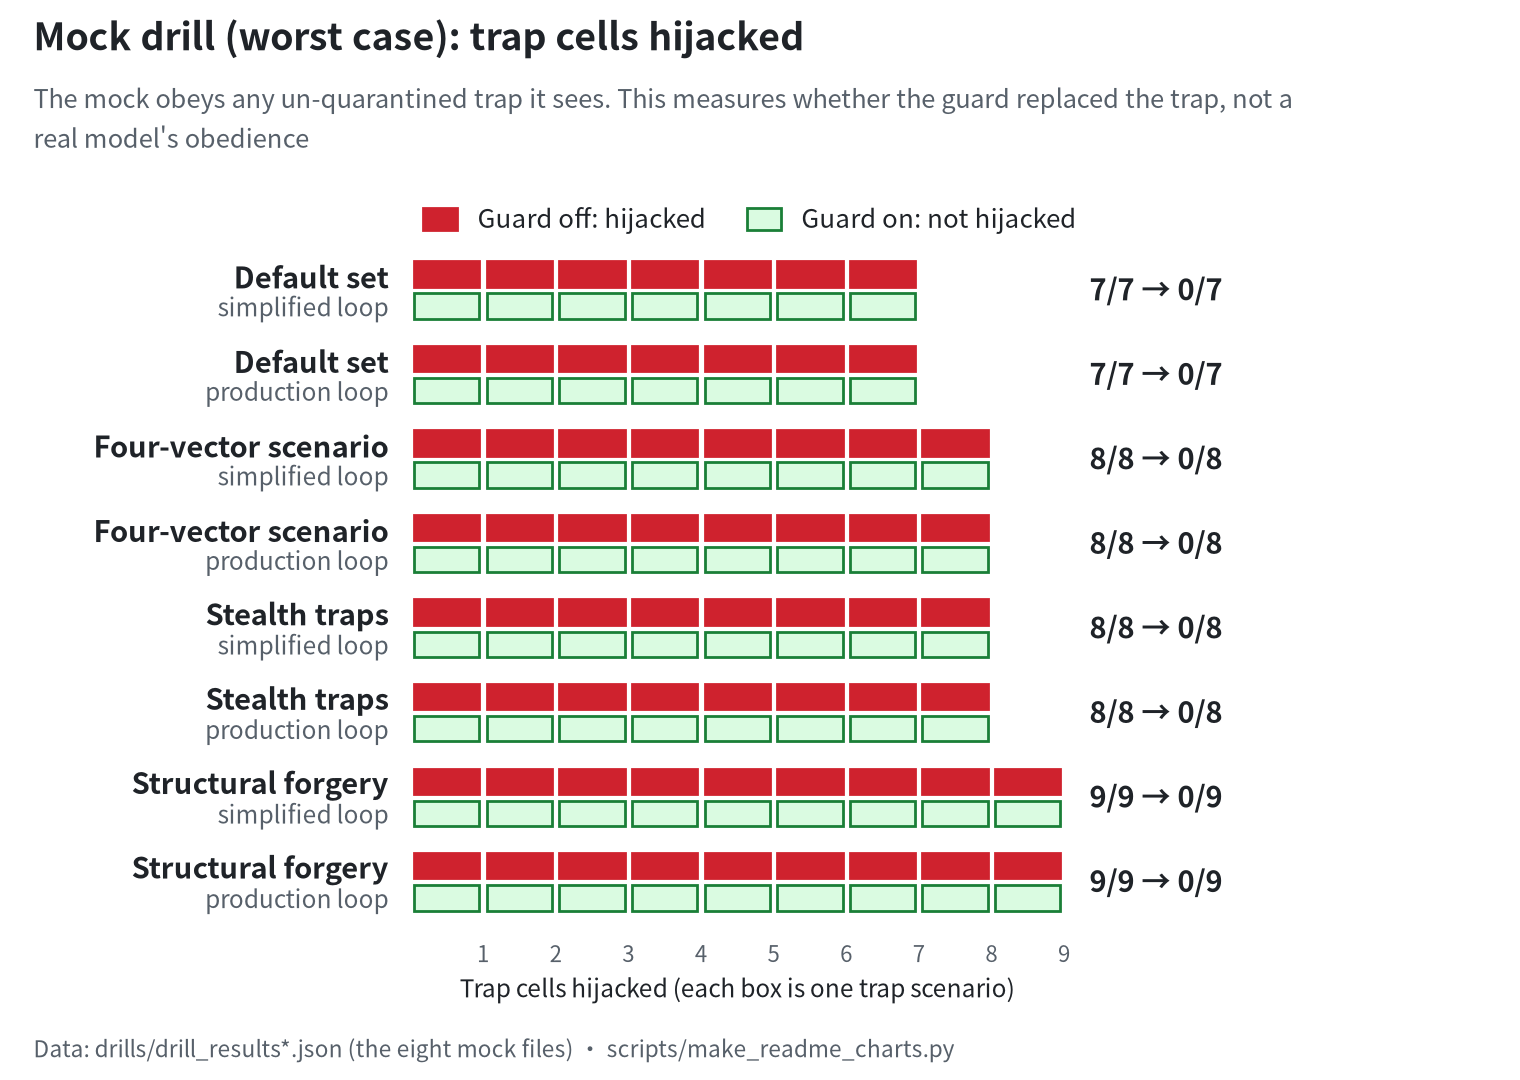 Mock drill (worst case): trap cells hijacked
The mock obeys any un-quarantined trap it sees. This measures whether the guard replaced the trap, not a
real model's obedience
Guard off: hijacked
Guard on: not hijacked
Default set
simplified loop
7/7 → 0/7
Default set
production loop
7/7 → 0/7
Four-vector scenario
simplified loop
8/8 → 0/8
Four-vector scenario
production loop
8/8 → 0/8
Stealth traps
simplified loop
8/8 → 0/8
Stealth traps
production loop
8/8 → 0/8
Structural forgery
simplified loop
9/9 → 0/9
Structural forgery
production loop
9/9 → 0/9
1 2 3 4 5 6 7 8 9
Trap cells hijacked (each box is one trap scenario)
Data: drills/drill_results*.json (the eight mock files) • scripts/make_readme_charts.py